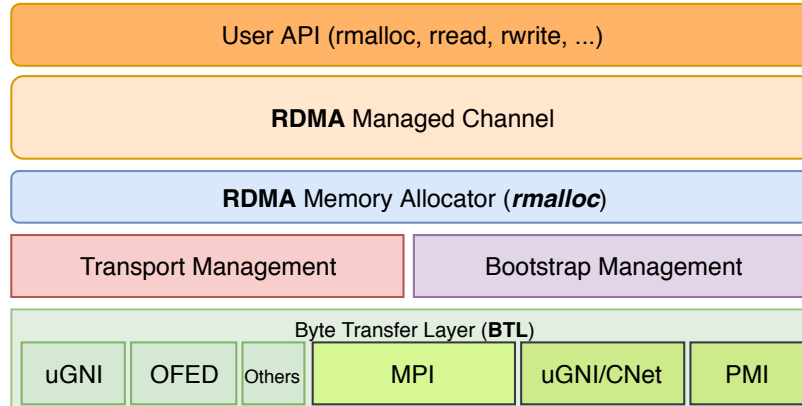 User API (rmalloc, rread, rwrite, ...)
RDMA Managed Channel
RDMA Memory Allocator (rmalloc)
Transport Management
Bootstrap Management
Byte Transfer Layer (BTL)
uGNI
OFED
Others
MPI
uGNI/CNet
PMI